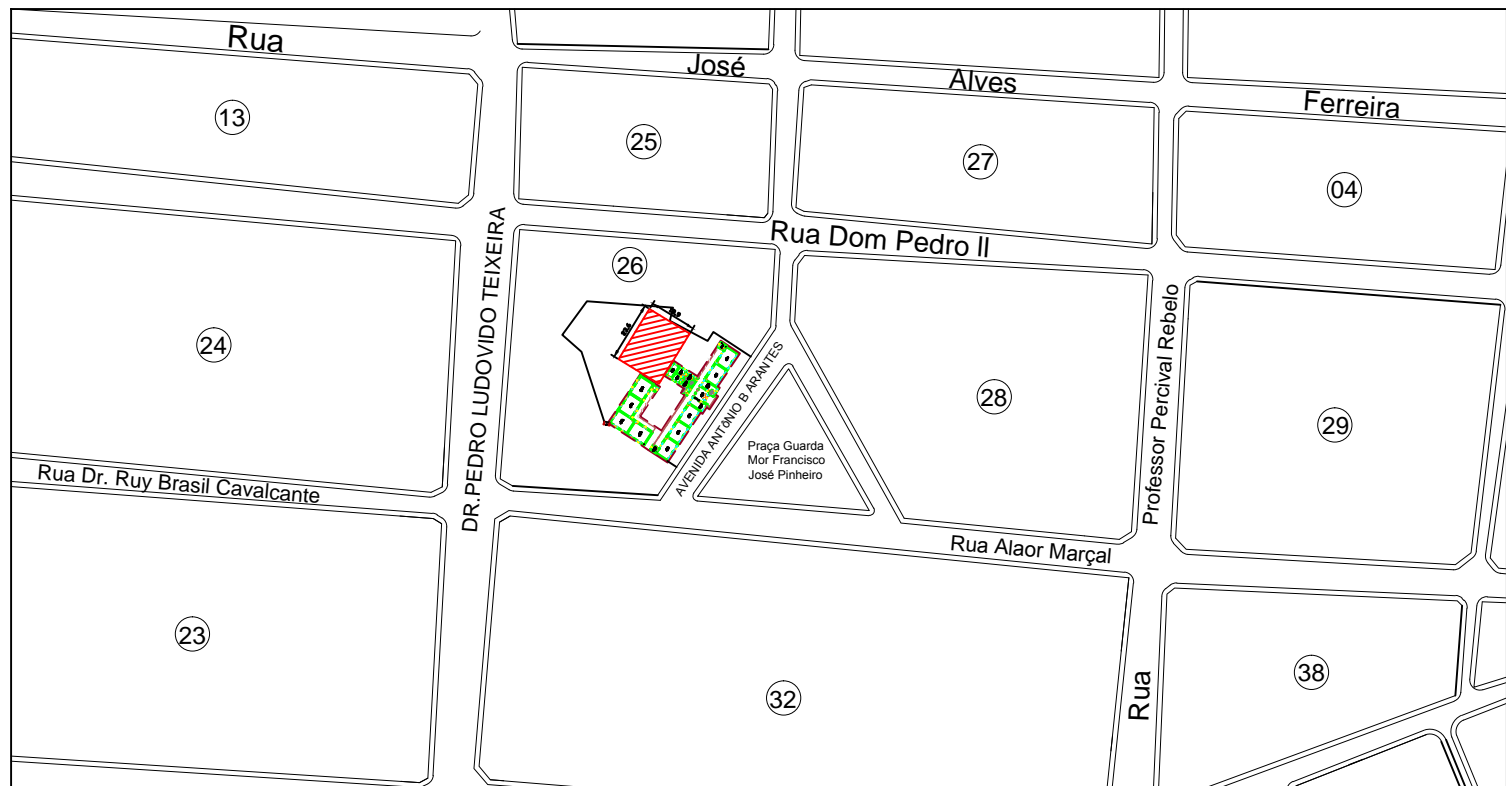 Rua José Alves Ferreira
13
25
27
04
Rua Dom Pedro II
26
24
DR.PEDRO LUDOVIDO TEIXEIRA
AVENIDA ANTÔNIO B ARANTES
Praça Guarda
Mor Francisco
José Pinheiro
28
29
Rua Professor Percival Rebelo
Rua Dr. Ruy Brasil Cavalcante
Rua Alaor Marçal
23
32
38